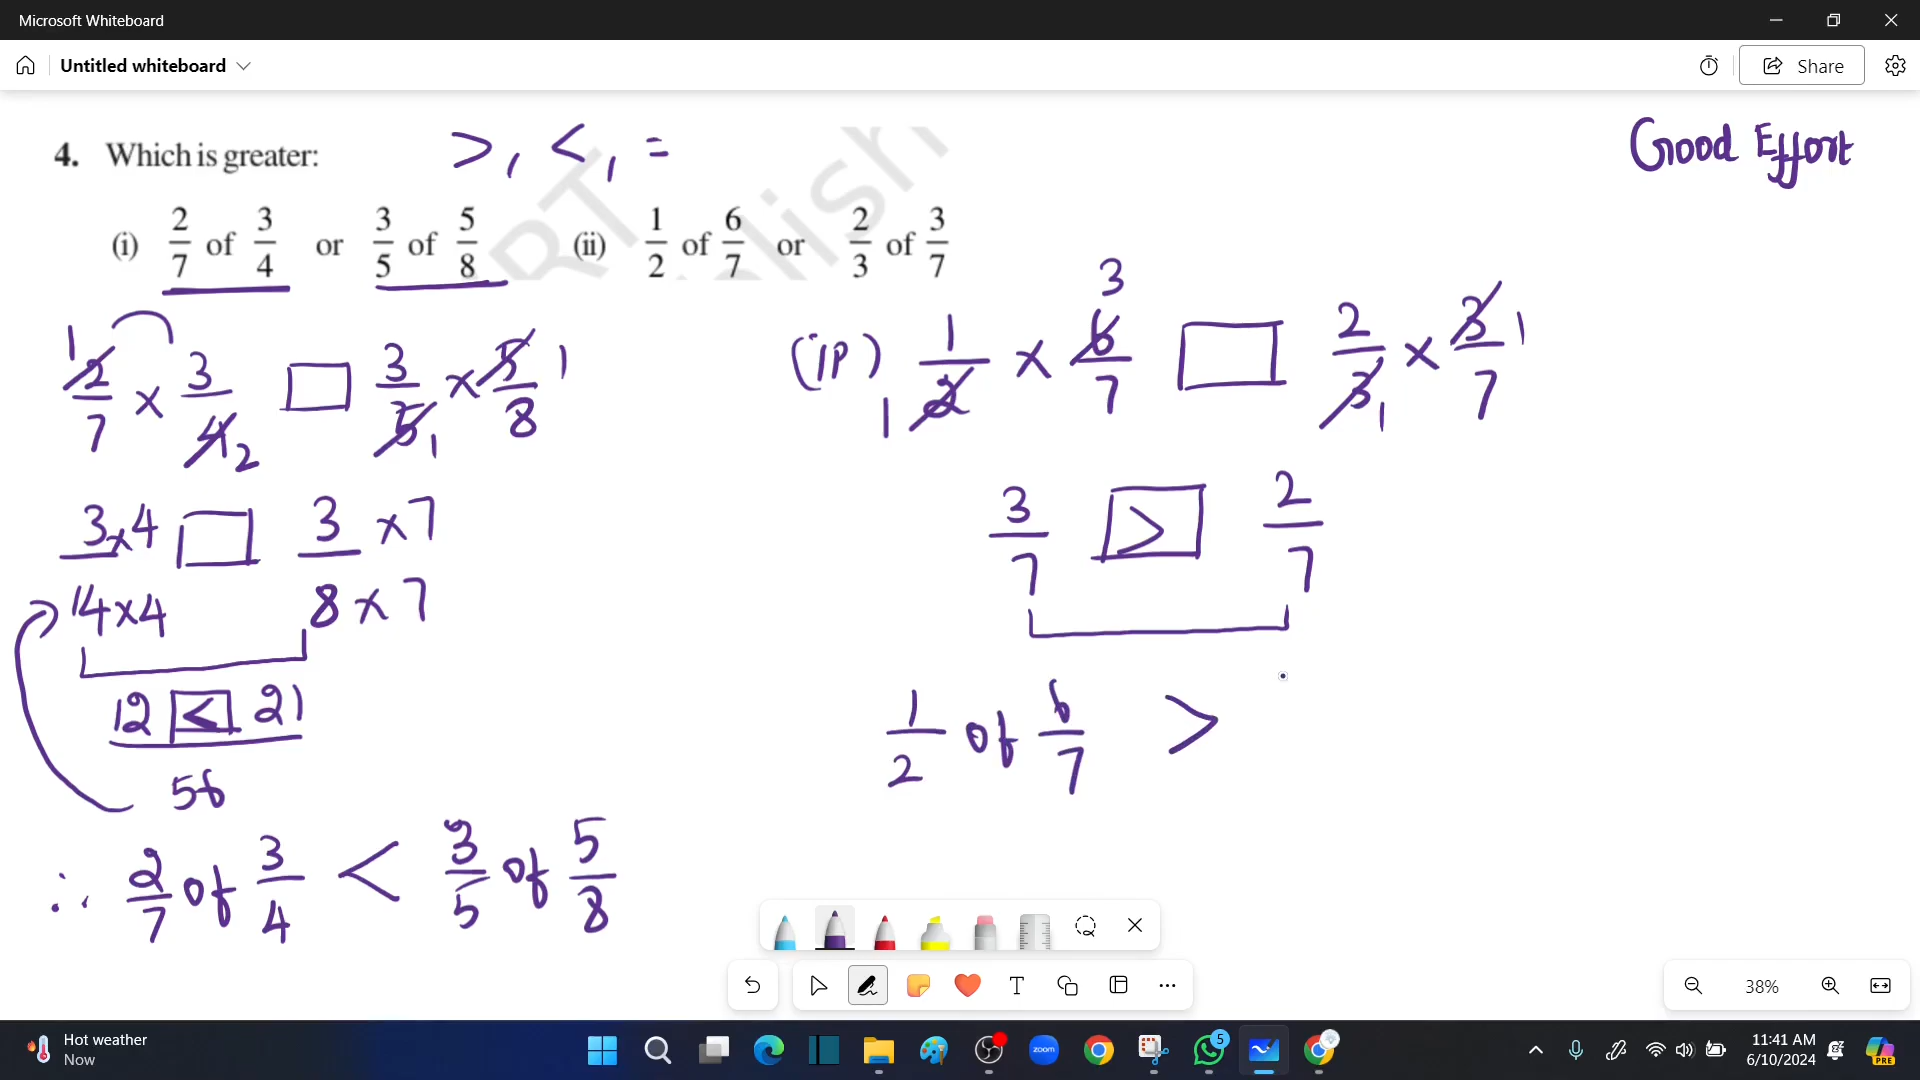 Microsoft Whiteboard
Untitled whiteboard
Share
Good Effort
4. Which is greater: >, <, =
(i) 2/7 of 3/4 or 3/5 of 5/8 (ii) 1/2 of 6/7 or 2/3 of 3/7
1 2/7 × 3/4 2 □ 3/5 1 × 5/8 1
3×4/14×4 □ 3×7/8×7
12 < 21
56
∴ 2/7 of 3/4 < 3/5 of 5/8
(ii) 1/2 1 × 3 6/7 □ 2/3 1 × 3/7 1
3/7 > 2/7
1/2 of 6/7 >
38%
Hot weather
Now
zoom
5
11:41 AM
6/10/2024
PRE